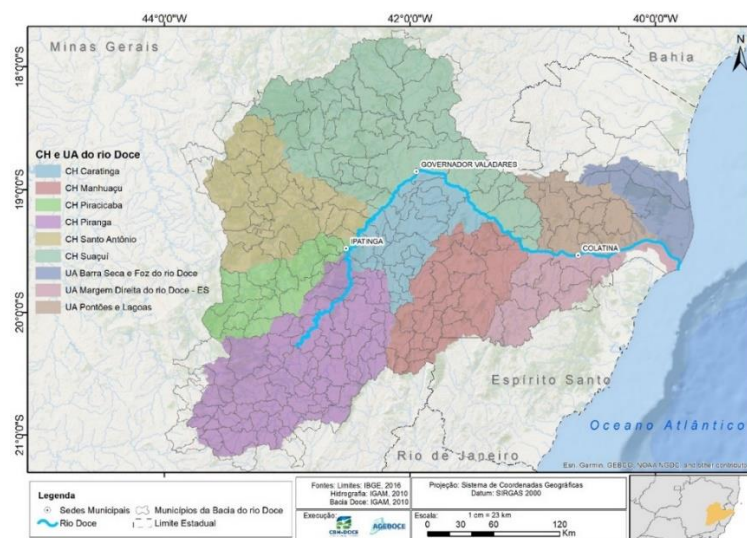 44°0'0"W
42°0'0"W
40°0'0"W
Minas Gerais
Bahia
N
18°0'0"S
19°0'0"S
20°0'0"S
21°0'0"S
CH e UA do rio Doce
CH Caratinga
CH Manhuaçu
CH Piracicaba
CH Piranga
CH Santo Antônio
CH Suaçuí
UA Barra Seca e Foz do rio Doce
UA Margem Direita do rio Doce - ES
UA Pontões e Lagoas
GOVERNADOR VALADARES
IPATINGA
COLATINA
Espírito Santo
Oceano Atlântico
Rio de Janeiro
Esri, Garmin, GEBCO, NOAA NGDC, and other contributors
Legenda
Sedes Municipais
Municípios da Bacia do rio Doce
Rio Doce
Limite Estadual
Fontes: Limites: IBGE, 2016
Hidrografia: IGAM, 2010
Bacia Doce: IGAM, 2010
Execução:
CBH-DOCE
AGEDOCE
Projeção: Sistema de Coordenadas Geográficas
Datum: SIRGAS 2000
Escala: 1 cm = 23 km
0 30 60 120
Km